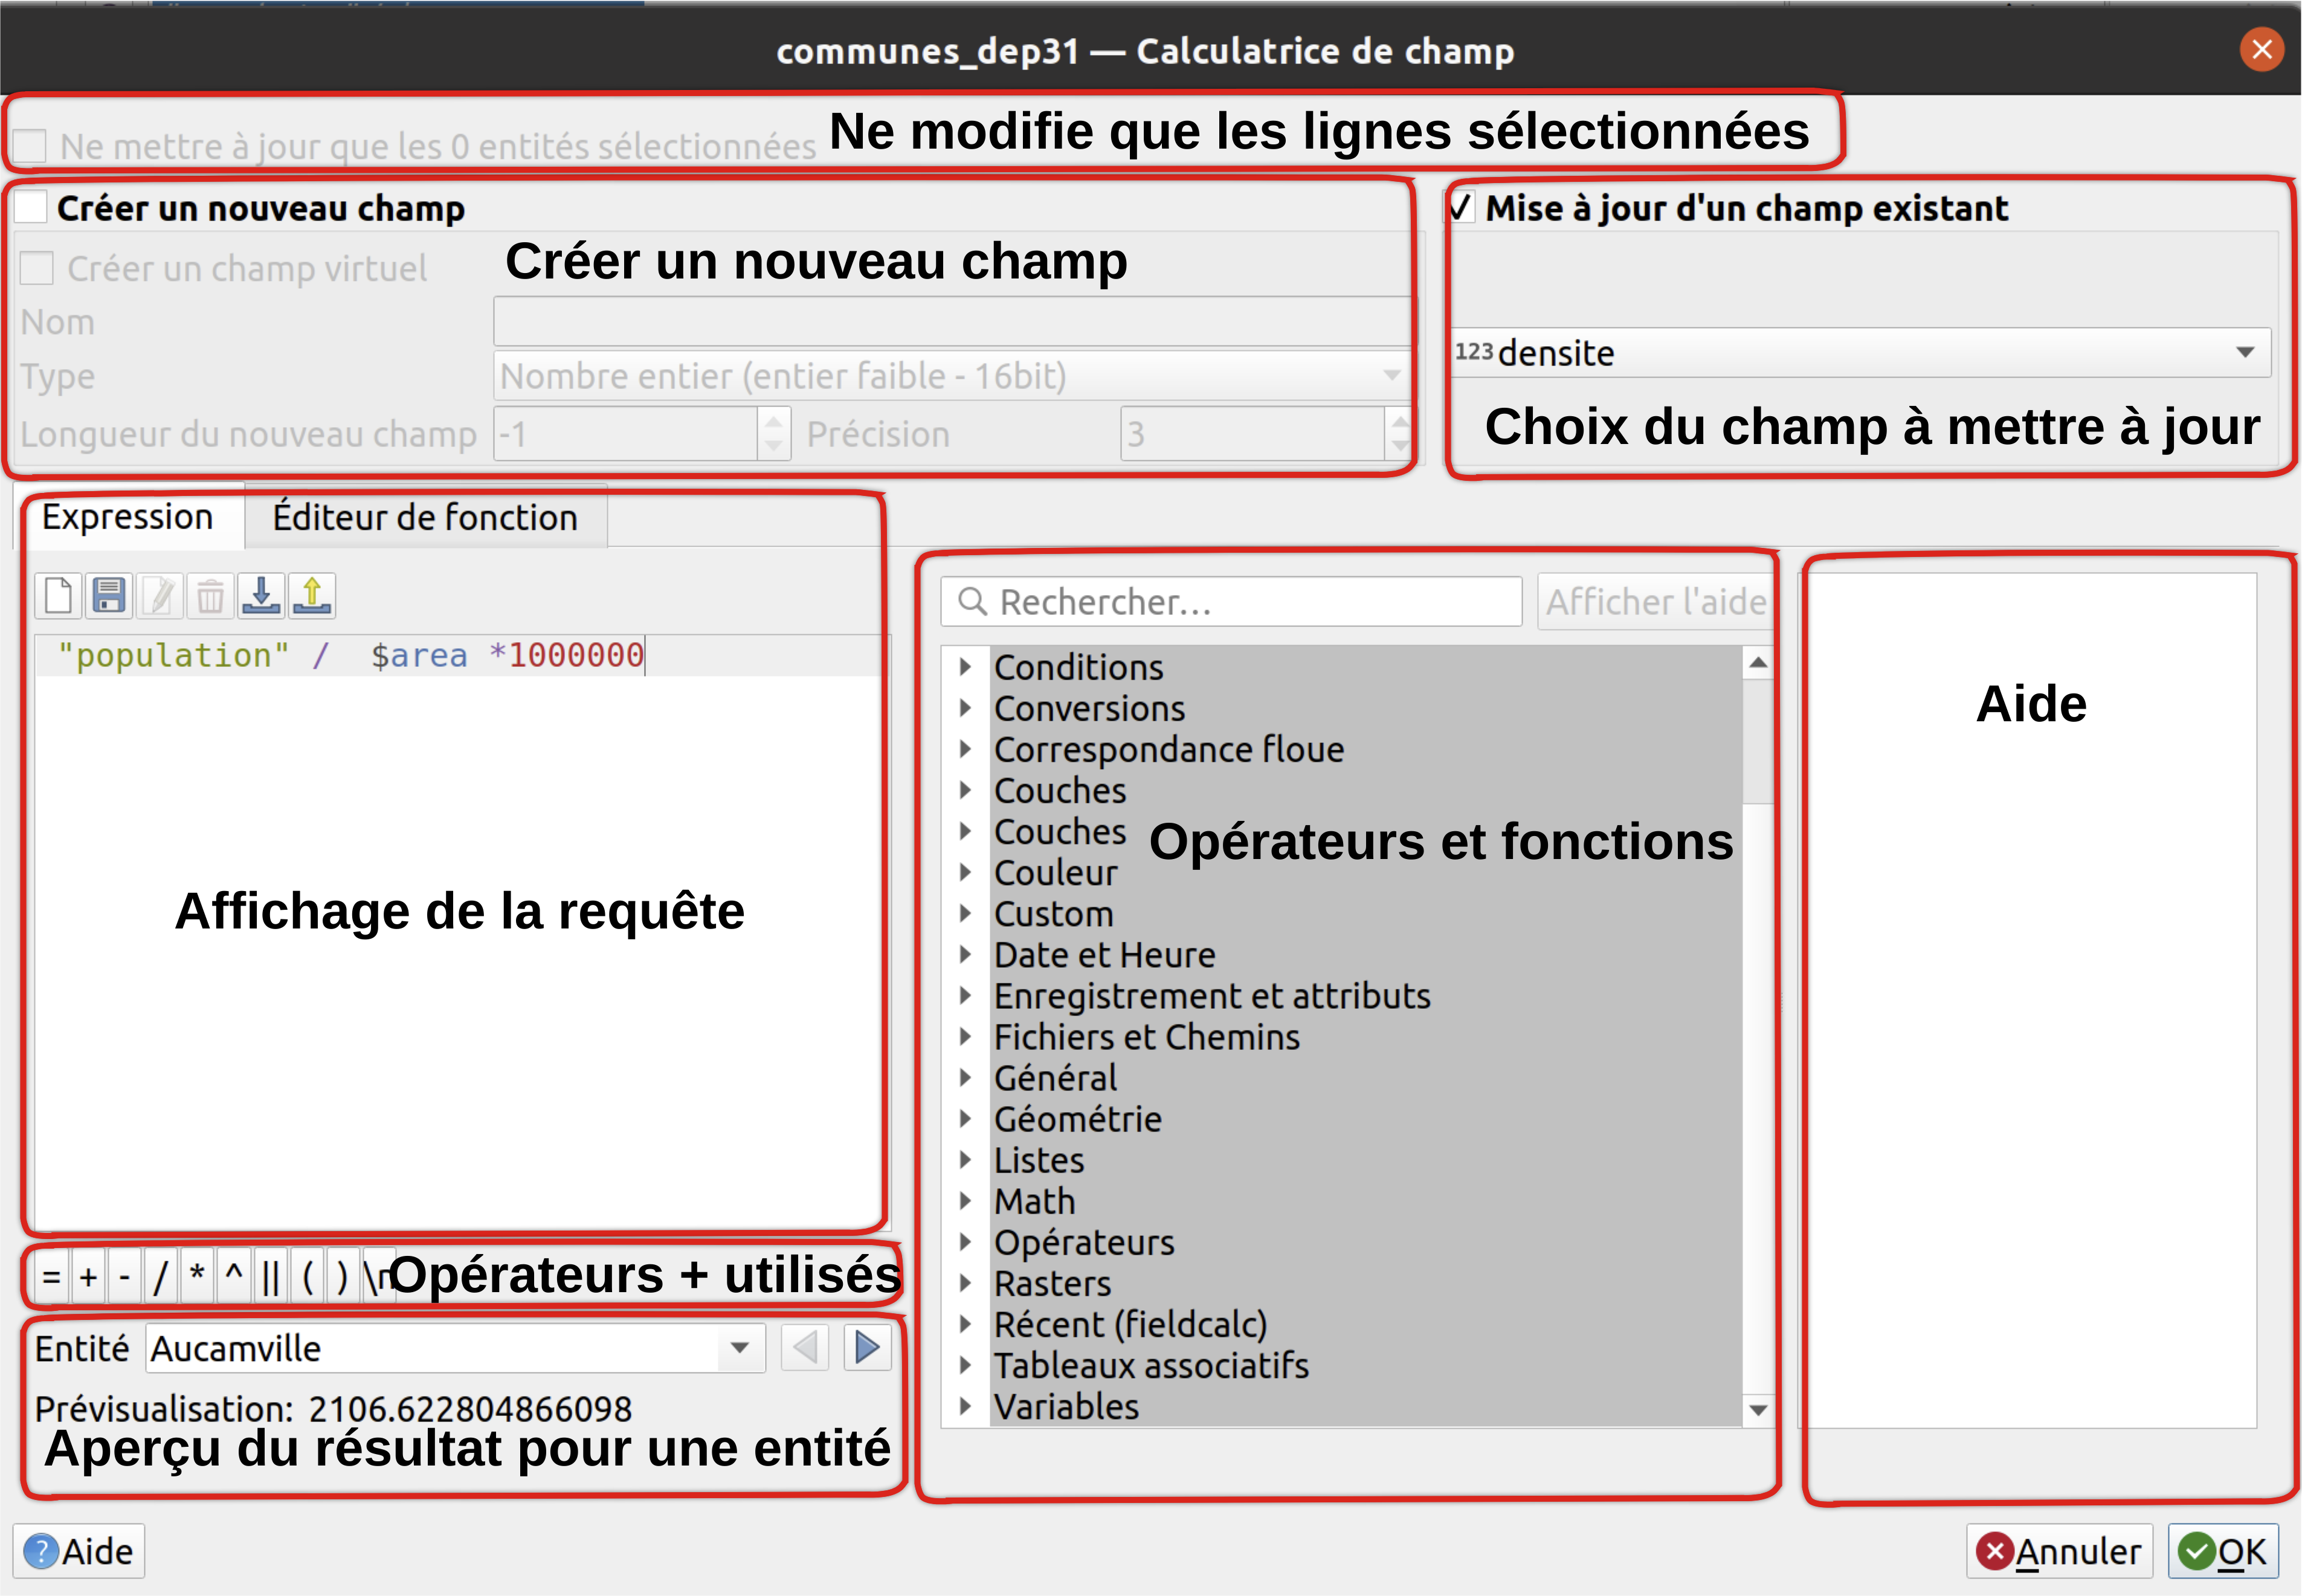 communes_dep31 — Calculatrice de champ
Ne mettre à jour que les 0 entités sélectionnées
Ne modifie que les lignes sélectionnées
Créer un nouveau champ
Créer un champ virtuel
Créer un nouveau champ
Nom
Type
Nombre entier (entier faible - 16bit)
Longueur du nouveau champ
-1
Précision
3
Mise à jour d'un champ existant
123 densite
Choix du champ à mettre à jour
Expression
Éditeur de fonction
"population" / $area *1000000
Affichage de la requête
= + - / * ^ || ( ) \n
Opérateurs + utilisés
Entité
Aucamville
Prévisualisation: 2106.622804866098
Aperçu du résultat pour une entité
Rechercher...
Afficher l'aide
Conditions
Conversions
Correspondance floue
Couches
Couches
Opérateurs et fonctions
Couleur
Custom
Date et Heure
Enregistrement et attributs
Fichiers et Chemins
Général
Géométrie
Listes
Math
Opérateurs
Rasters
Récent (fieldcalc)
Tableaux associatifs
Variables
Aide
Aide
Annuler
OK